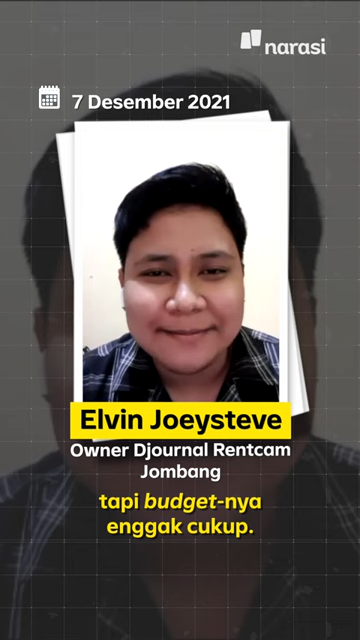 narasi
7 Desember 2021
Elvin Joeysteve
Owner Djournal Rentcam
Jombang
tapi budget-nya
enggak cukup.